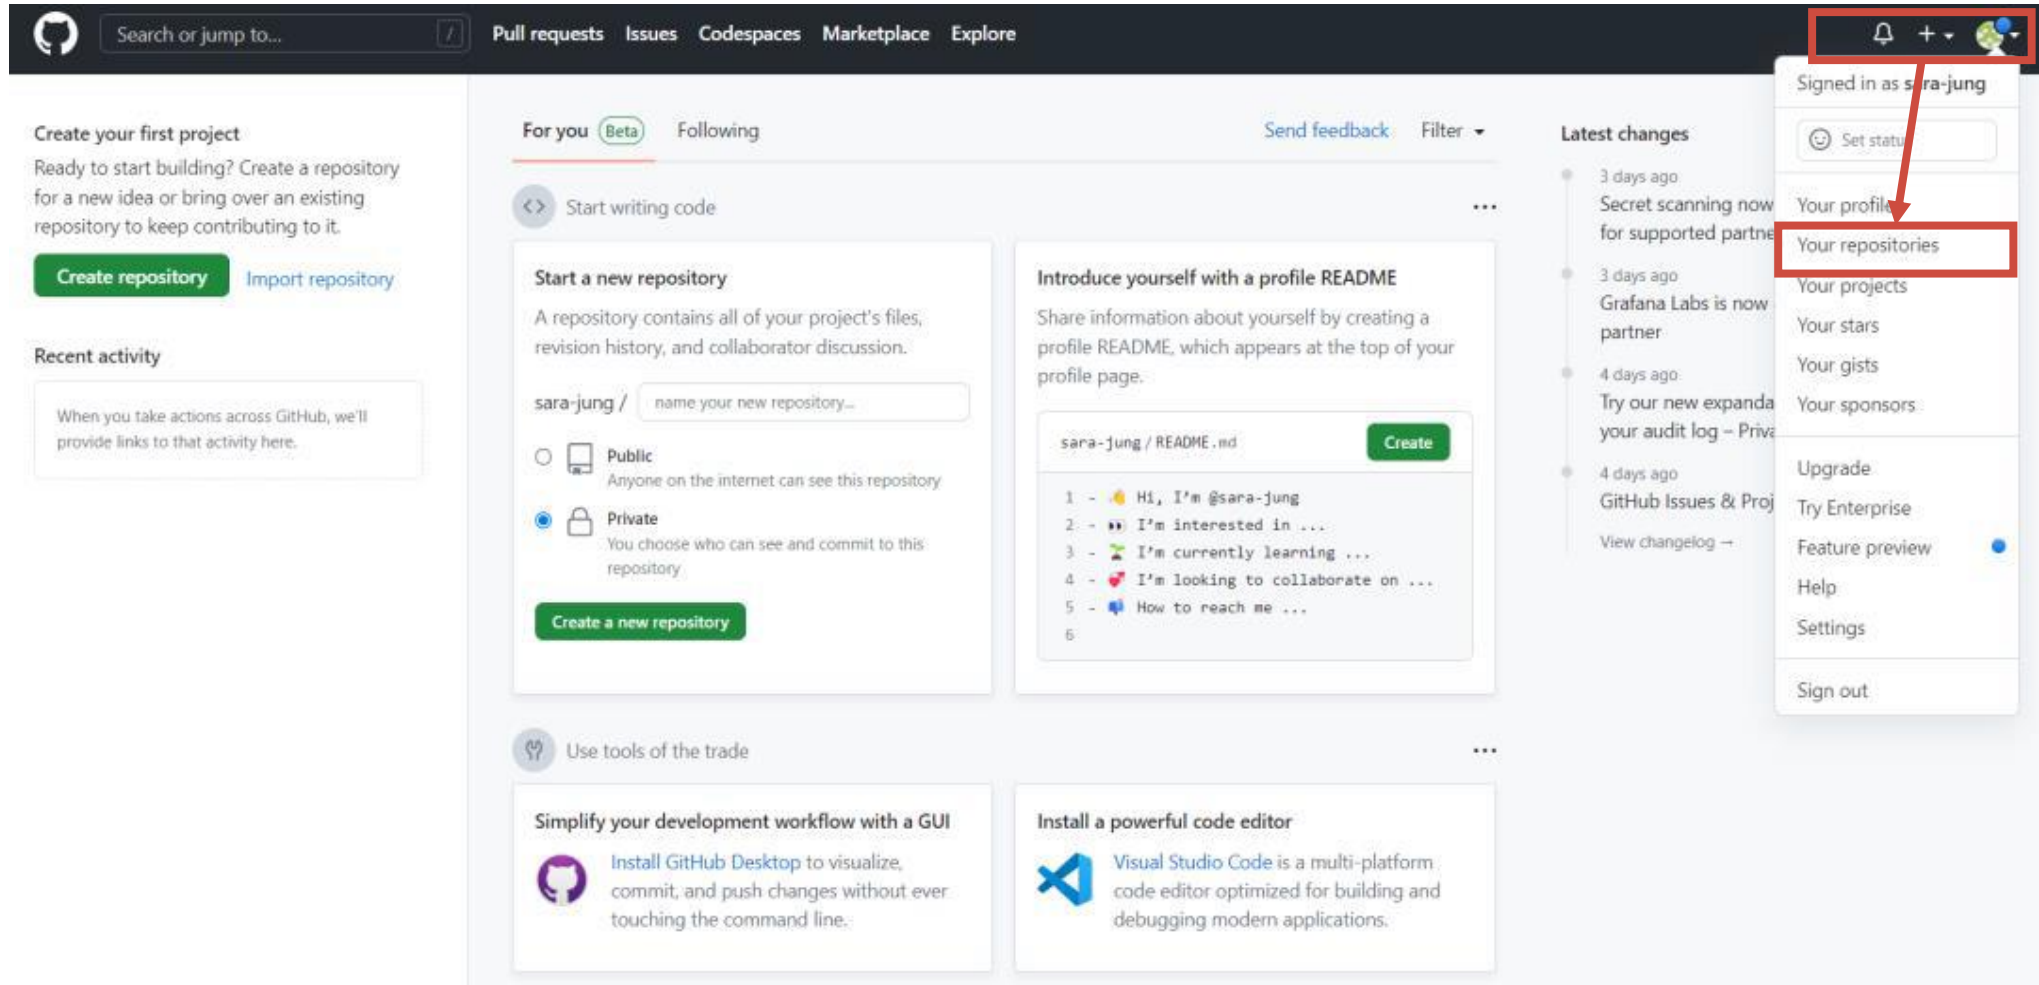 Search or jump to...
/
Pull requests Issues Codespaces Marketplace Explore
Create your first project
Ready to start building? Create a repository
for a new idea or bring over an existing
repository to keep contributing to it.
Create repository Import repository
Recent activity
When you take actions across GitHub, we'll
provide links to that activity here.
For you Beta Following
Send feedback Filter
Start writing code
Start a new repository
A repository contains all of your project's files,
revision history, and collaborator discussion.
sara-jung / name your new repository...
Public
Anyone on the internet can see this repository
Private
You choose who can see and commit to this
repository
Create a new repository
Introduce yourself with a profile README
Share information about yourself by creating a
profile README, which appears at the top of your
profile page.
sara-jung / README.md Create
1 - 👋 Hi, I'm @sara-jung
2 - 👀 I'm interested in ...
3 - 🌱 I'm currently learning ...
4 - 💞️ I'm looking to collaborate on ...
5 - 📫 How to reach me ...
6
Use tools of the trade
Simplify your development workflow with a GUI
Install GitHub Desktop to visualize,
commit, and push changes without ever
touching the command line.
Install a powerful code editor
Visual Studio Code is a multi-platform
code editor optimized for building and
debugging modern applications.
Latest changes
3 days ago
Secret scanning now
for supported partne
3 days ago
Grafana Labs is now
partner
4 days ago
Try our new expanda
your audit log – Priva
4 days ago
GitHub Issues & Proj
View changelog →
Signed in as sara-jung
Set status
Your profile
Your repositories
Your projects
Your stars
Your gists
Your sponsors
Upgrade
Try Enterprise
Feature preview
Help
Settings
Sign out